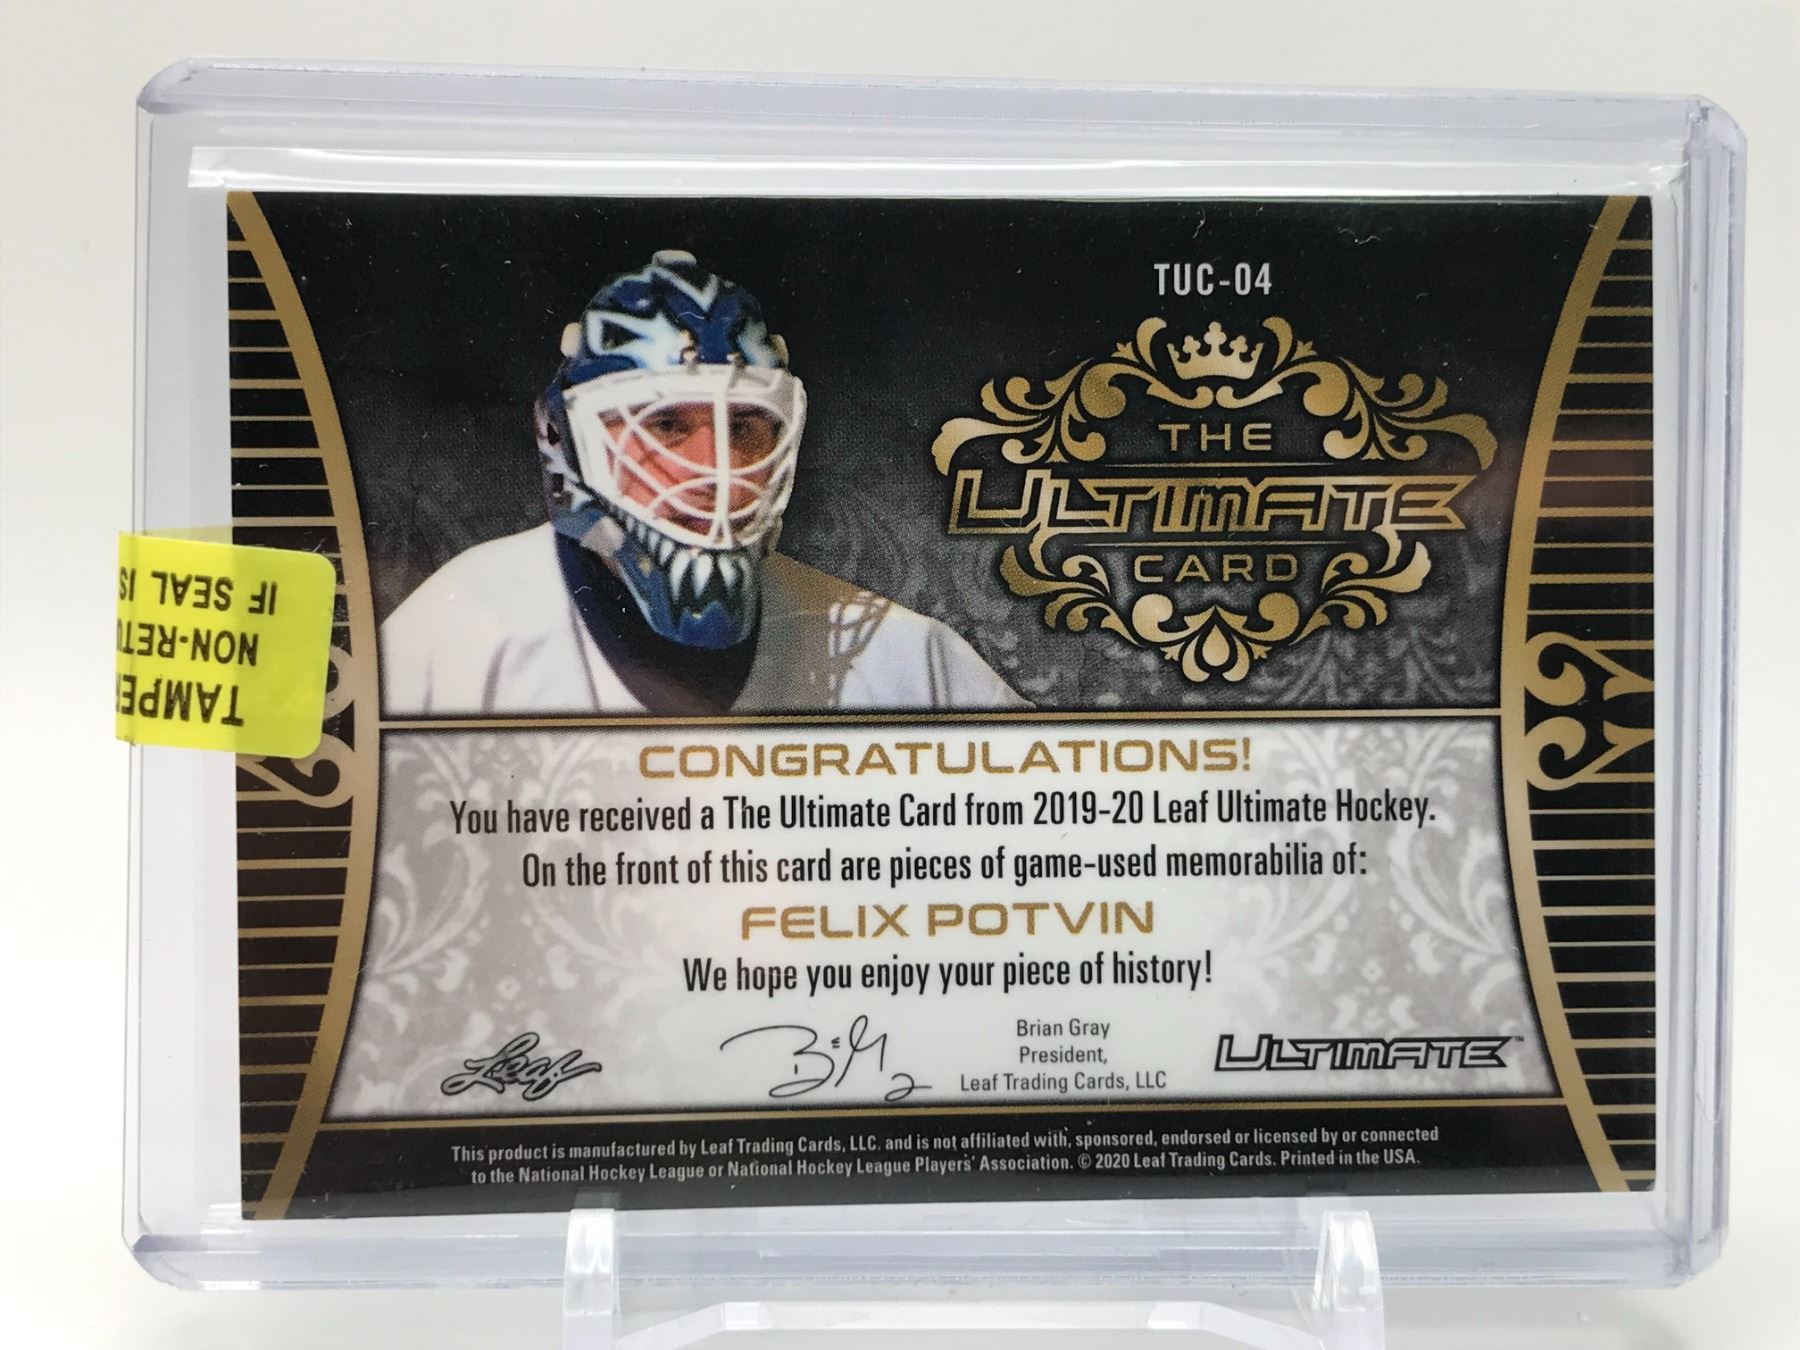 TUC-04
THE
ULTIMATE
CARD
IF SEAL IS
NON-RETU
TAMPE
CONGRATULATIONS!
You have received a The Ultimate Card from 2019-20 Leaf Ultimate Hockey.
On the front of this card are pieces of game-used memorabilia of:
FELIX POTVIN
We hope you enjoy your piece of history!
Leaf
Brian Gray
President,
Leaf Trading Cards, LLC
ULTIMATE™
This product is manufactured by Leaf Trading Cards, LLC. and is not affiliated with, sponsored, endorsed or licensed by or connected
to the National Hockey League or National Hockey League Players' Association. © 2020 Leaf Trading Cards. Printed in the USA.